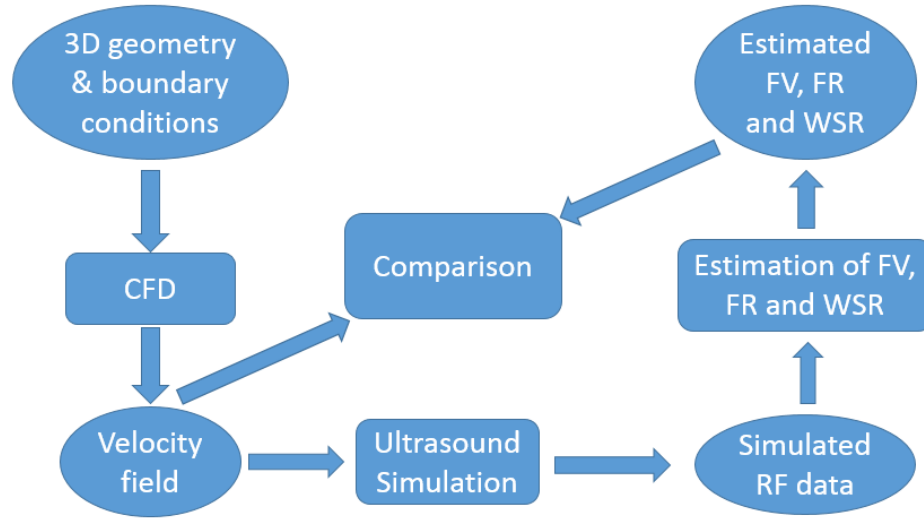 3D geometry
& boundary
conditions
CFD
Velocity
field
Ultrasound
Simulation
Simulated
RF data
Estimation of FV,
FR and WSR
Estimated
FV, FR
and WSR
Comparison